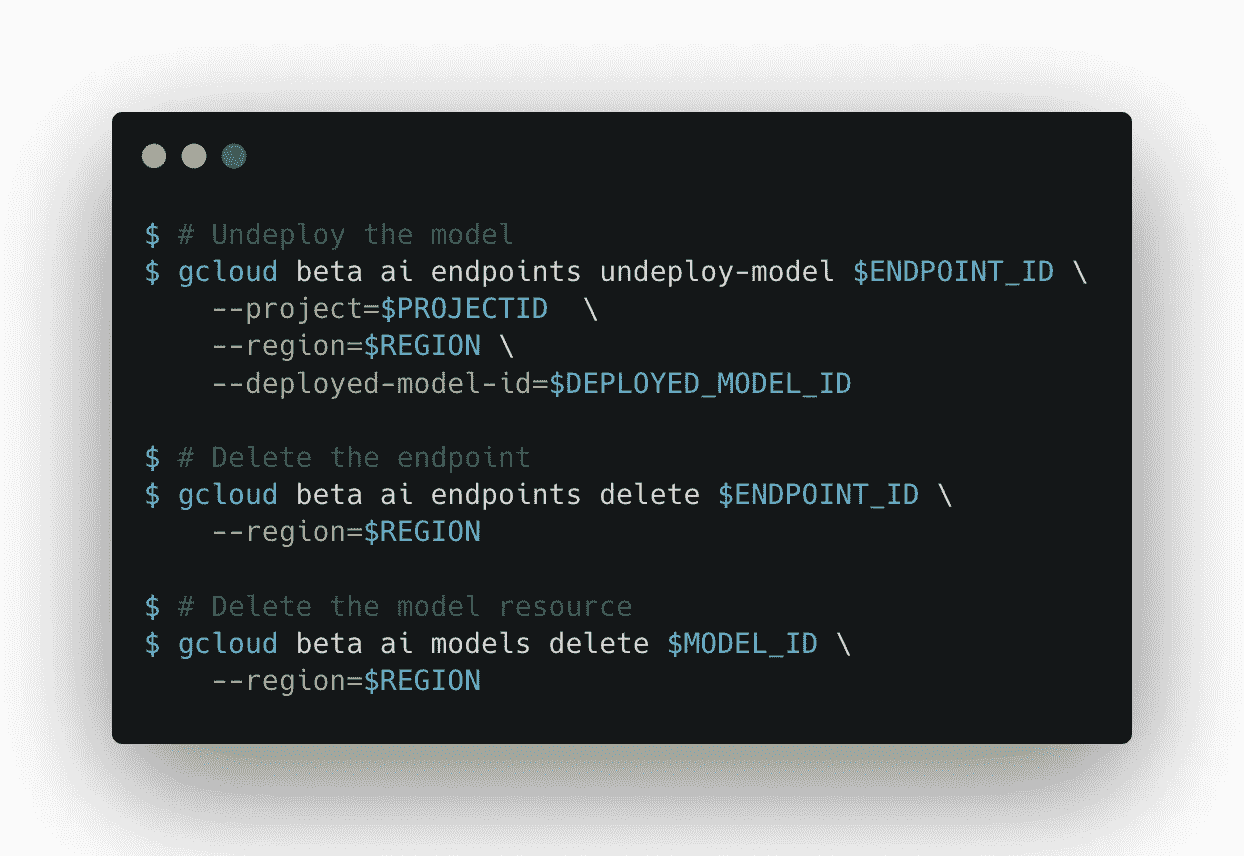 $ # Undeploy the model
$ gcloud beta ai endpoints undeploy-model $ENDPOINT_ID \
--project=$PROJECTID  \
--region=$REGION \
--deployed-model-id=$DEPLOYED_MODEL_ID
$ # Delete the endpoint
$ gcloud beta ai endpoints delete $ENDPOINT_ID \
--region=$REGION
$ # Delete the model resource
$ gcloud beta ai models delete $MODEL_ID \
--region=$REGION